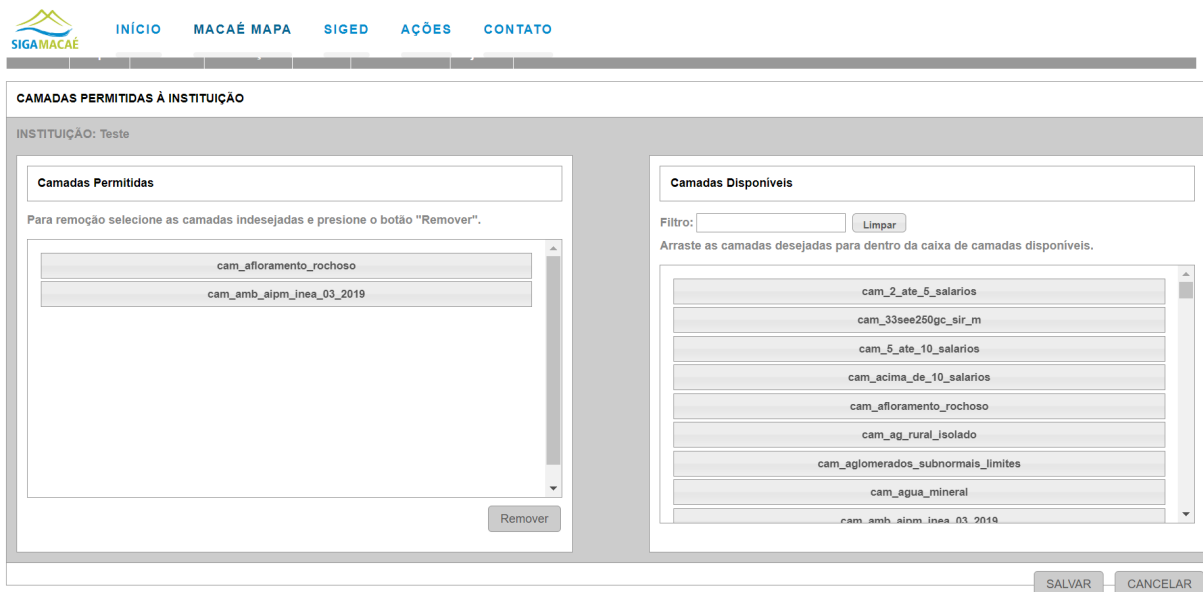 SIGAMACAÉ
INÍCIO MACAÉ MAPA SIGED AÇÕES CONTATO
CAMADAS PERMITIDAS À INSTITUIÇÃO
INSTITUIÇÃO: Teste
Camadas Permitidas
Para remoção selecione as camadas indesejadas e presione o botão "Remover".
cam_afloramento_rochoso
cam_amb_aipm_inea_03_2019
Remover
Camadas Disponíveis
Filtro: Limpar
Arraste as camadas desejadas para dentro da caixa de camadas disponíveis.
cam_2_ate_5_salarios
cam_33see250gc_sir_m
cam_5_ate_10_salarios
cam_acima_de_10_salarios
cam_afloramento_rochoso
cam_ag_rural_isolado
cam_aglomerados_subnormais_limites
cam_agua_mineral
cam_amb_aipm_inea_03_2019
SALVAR CANCELAR